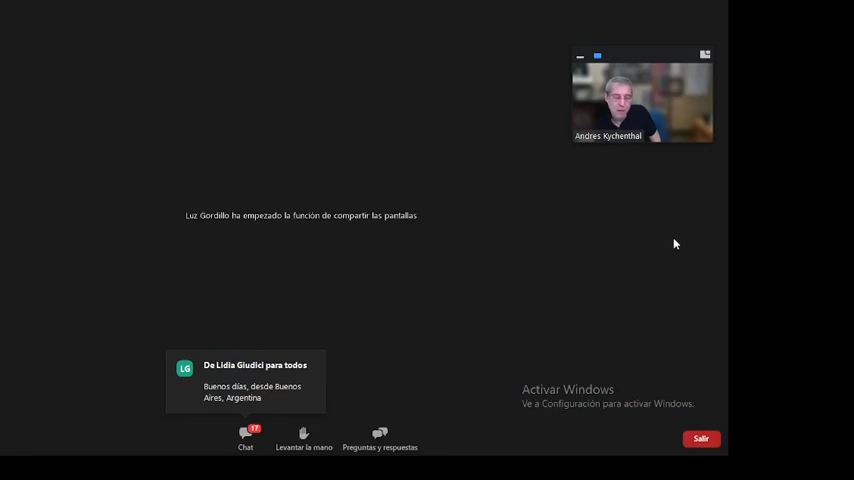 Andres Kychenthal
Luz Gordillo ha empezado la función de compartir las pantallas
LG
De Lidia Giudici para todos
Buenos días, desde Buenos
Aires, Argentina
Activar Windows
Ve a Configuración para activar Windows.
17
Chat
Levantar la mano
Preguntas y respuestas
Salir